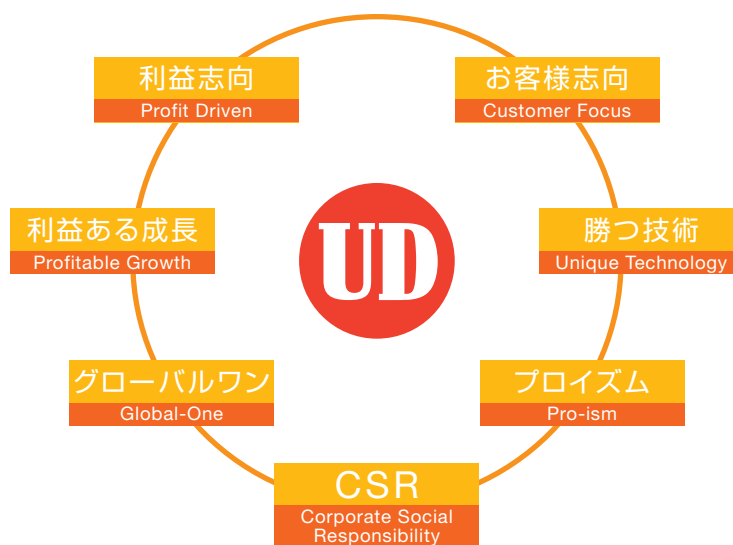 利益志向
Profit Driven
お客様志向
Customer Focus
利益ある成長
Profitable Growth
UD
勝つ技術
Unique Technology
グローバルワン
Global-One
プロイズム
Pro-ism
CSR
Corporate Social
Responsibility